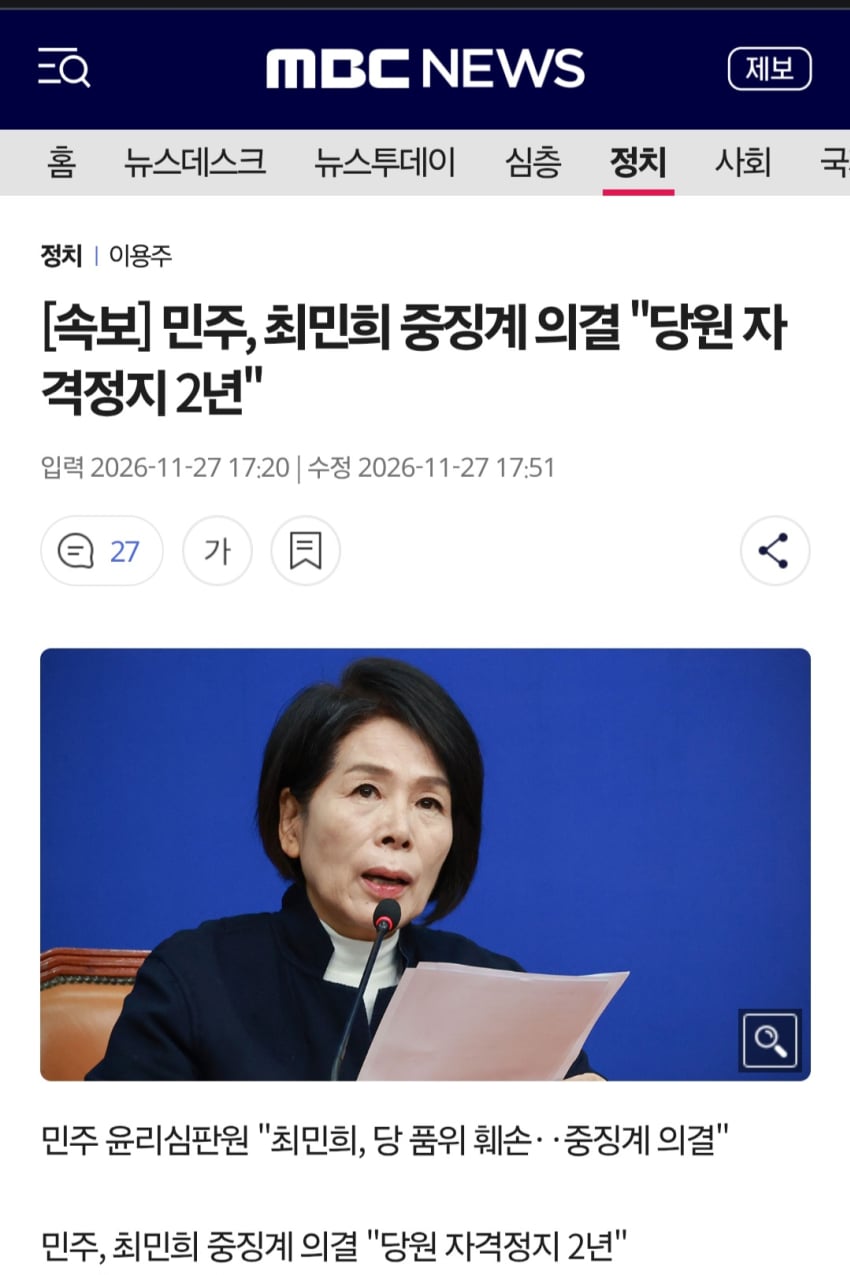 MBC NEWS
제보
홈 뉴스데스크 뉴스투데이 심층 정치 사회 국
정치 | 이용주
[속보] 민주, 최민희 중징계 의결 "당원 자
격정지 2년"
입력 2026-11-27 17:20 | 수정 2026-11-27 17:51
27 가
민주 윤리심판원 "최민희, 당 품위 훼손··중징계 의결"
민주, 최민희 중징계 의결 "당원 자격정지 2년"